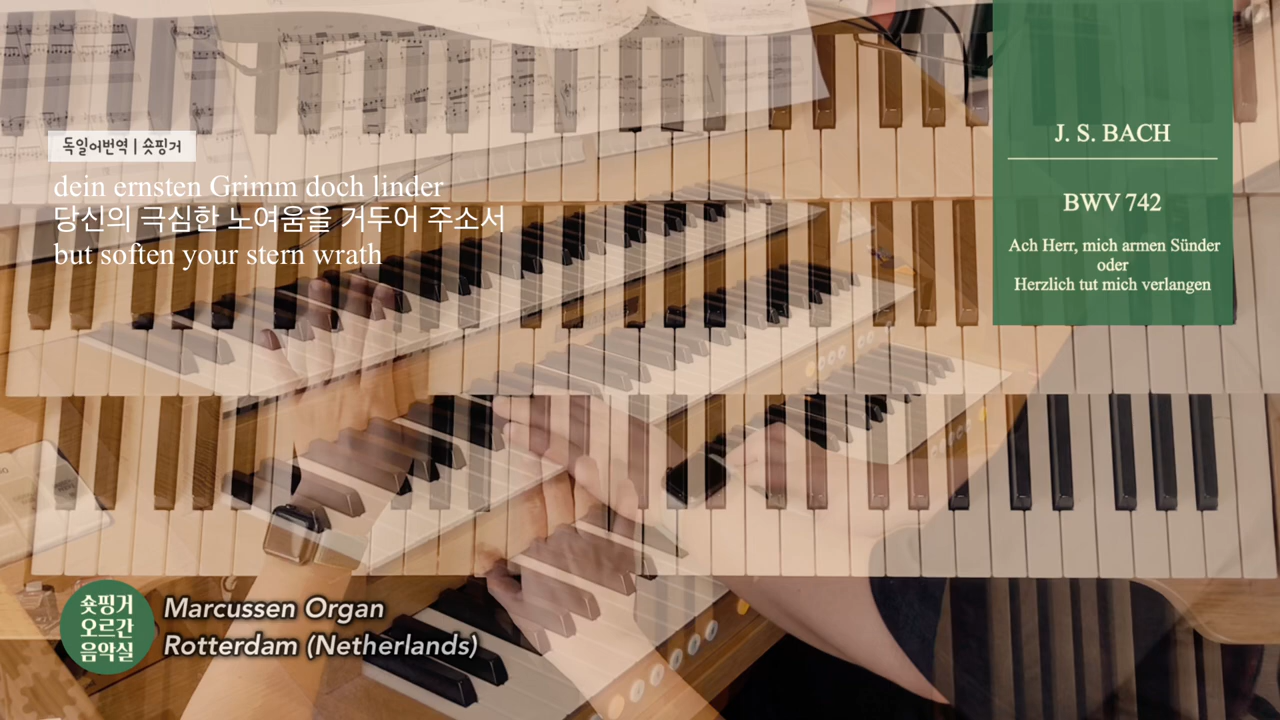 독일어번역 | 숏핑거
dein ernsten Grimm doch linder
당신의 극심한 노여움을 거두어 주소서
but soften your stern wrath
J. S. BACH
BWV 742
Ach Herr, mich armen Sünder
oder
Herzlich tut mich verlangen
숏핑거
오르간
음악실
Marcussen Organ
Rotterdam (Netherlands)